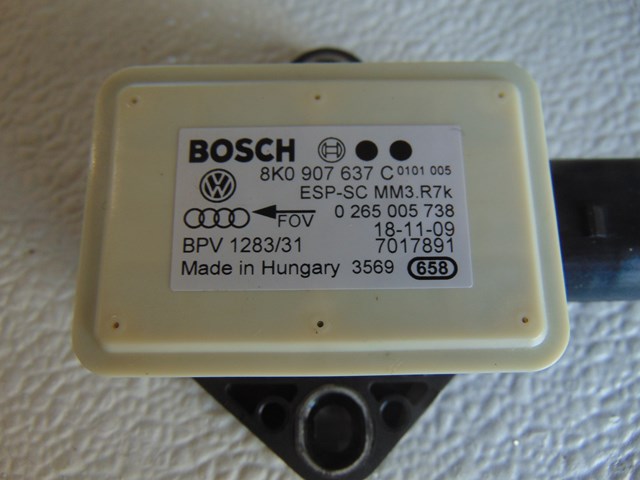 BOSCH
8K0 907 637 C 0101 005
ESP-SC MM3.R7k
FOV 0 265 005 738
18-11-09
BPV 1283/31 7017891
Made in Hungary 3569 658